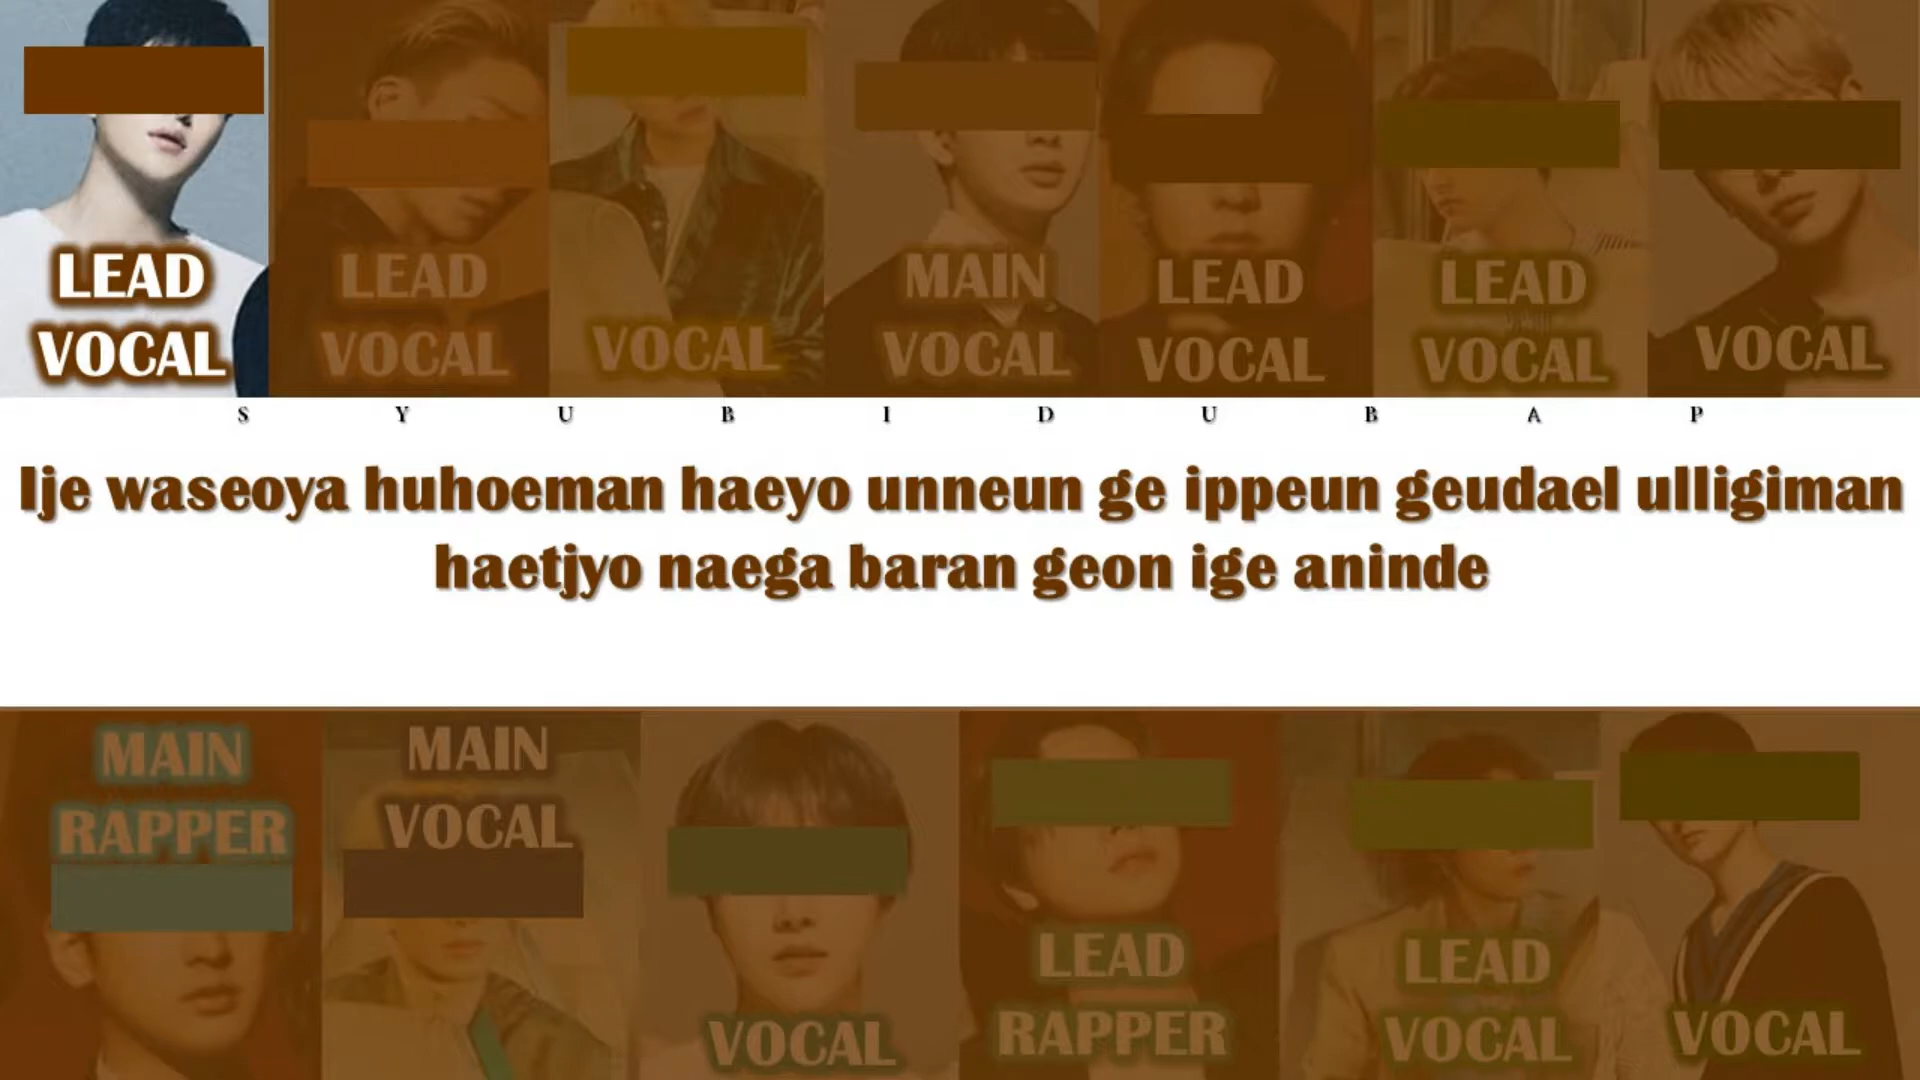 LEAD
VOCAL
LEAD
VOCAL
VOCAL
MAIN
VOCAL
LEAD
VOCAL
LEAD
VOCAL
VOCAL
S Y U B I D U B A P
Ije waseoya huhoeman haeyo unneun ge ippeun geudael ulligiman
haetjyo naega baran geon ige aninde
MAIN
RAPPER
MAIN
VOCAL
VOCAL
LEAD
RAPPER
LEAD
VOCAL
VOCAL